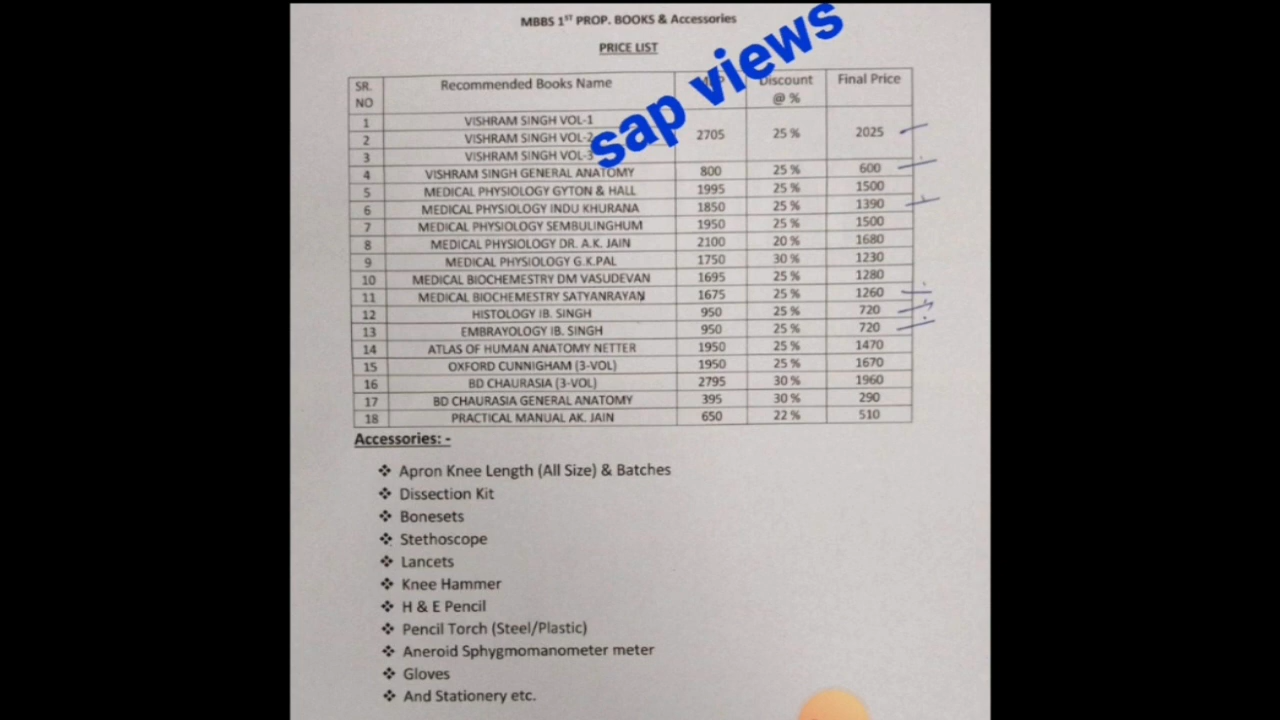 MBBS 1ST PROP. BOOKS & Accessories
PRICE LIST
sap views
SR. NO Recommended Books Name Discount @ % Final Price
1 VISHRAM SINGH VOL-1
2 VISHRAM SINGH VOL-2 2705 25 % 2025
3 VISHRAM SINGH VOL-3
4 VISHRAM SINGH GENERAL ANATOMY 800 25 % 600
5 MEDICAL PHYSIOLOGY GYTON & HALL 1995 25 % 1500
6 MEDICAL PHYSIOLOGY INDU KHURANA 1850 25 % 1390
7 MEDICAL PHYSIOLOGY SEMBULINGHUM 1950 25 % 1500
8 MEDICAL PHYSIOLOGY DR. A.K. JAIN 2100 20 % 1680
9 MEDICAL PHYSIOLOGY G.K.PAL 1750 30 % 1230
10 MEDICAL BIOCHEMESTRY DM VASUDEVAN 1695 25 % 1280
11 MEDICAL BIOCHEMESTRY SATYANRAYAN 1675 25 % 1260
12 HISTOLOGY IB. SINGH 950 25 % 720
13 EMBRAYOLOGY IB. SINGH 950 25 % 720
14 ATLAS OF HUMAN ANATOMY NETTER 1950 25 % 1470
15 OXFORD CUNNIGHAM (3-VOL) 1950 25 % 1670
16 BD CHAURASIA (3-VOL) 2795 30 % 1960
17 BD CHAURASIA GENERAL ANATOMY 395 30 % 290
18 PRACTICAL MANUAL AK. JAIN 650 22 % 510
Accessories: -
❖ Apron Knee Length (All Size) & Batches
❖ Dissection Kit
❖ Bonesets
❖ Stethoscope
❖ Lancets
❖ Knee Hammer
❖ H & E Pencil
❖ Pencil Torch (Steel/Plastic)
❖ Aneroid Sphygmomanometer meter
❖ Gloves
❖ And Stationery etc.